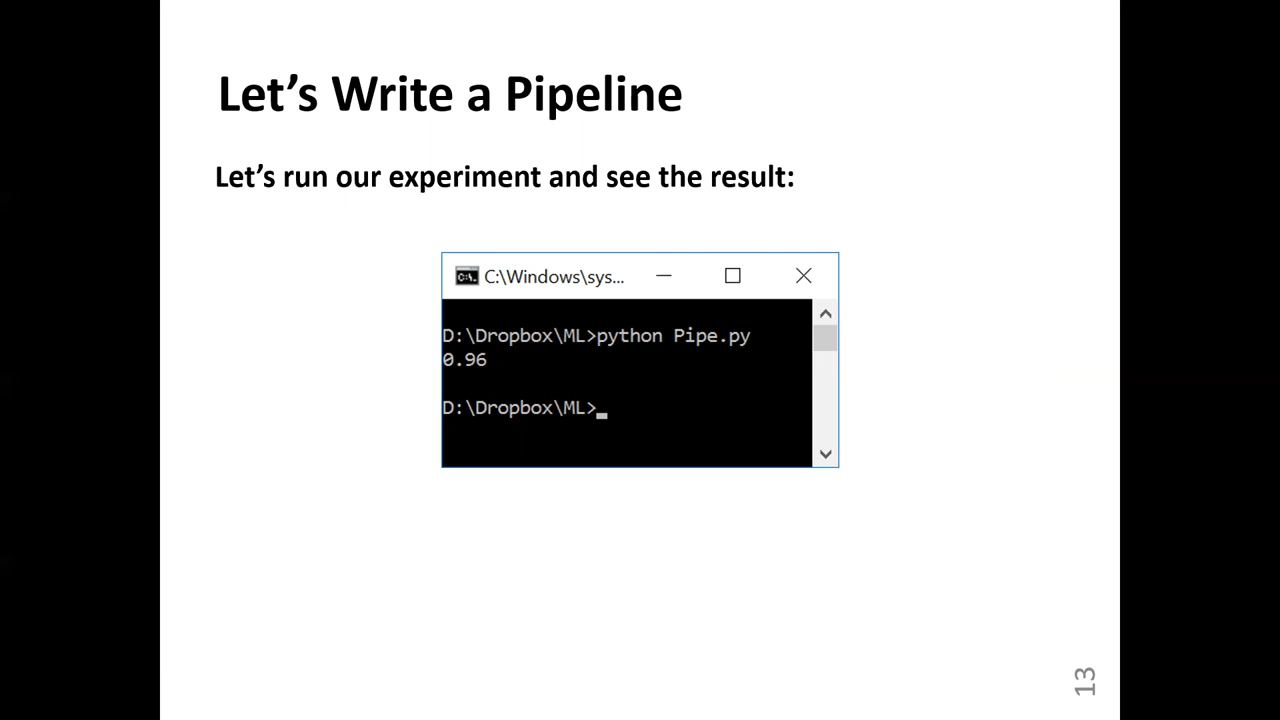 Let’s Write a Pipeline
Let’s run our experiment and see the result:
C:\Windows\sys...
D:\Dropbox\ML>python Pipe.py
0.96
D:\Dropbox\ML>_
13